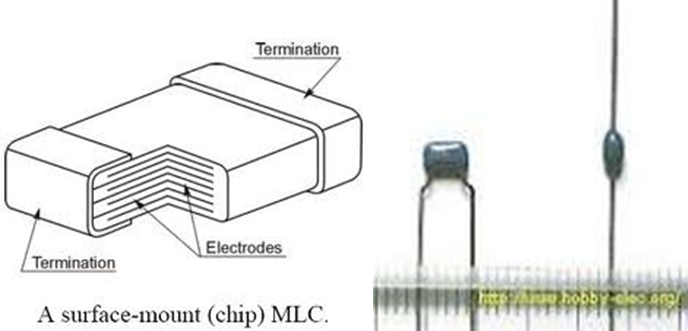 Termination
Electrodes
Termination
A surface-mount (chip) MLC.
http://www.hobby-elec.org/